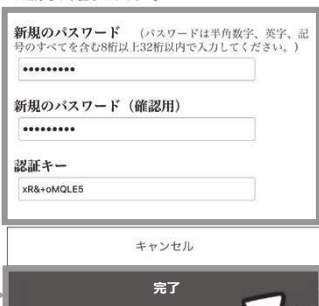 新規のパスワード （パスワードは半角数字、英字、記
号のすべてを含む8桁以上32桁以内で入力してください。）
•••••••••
新規のパスワード（確認用）
•••••••••
認証キー
xR&+oMQLE5
キャンセル
完了